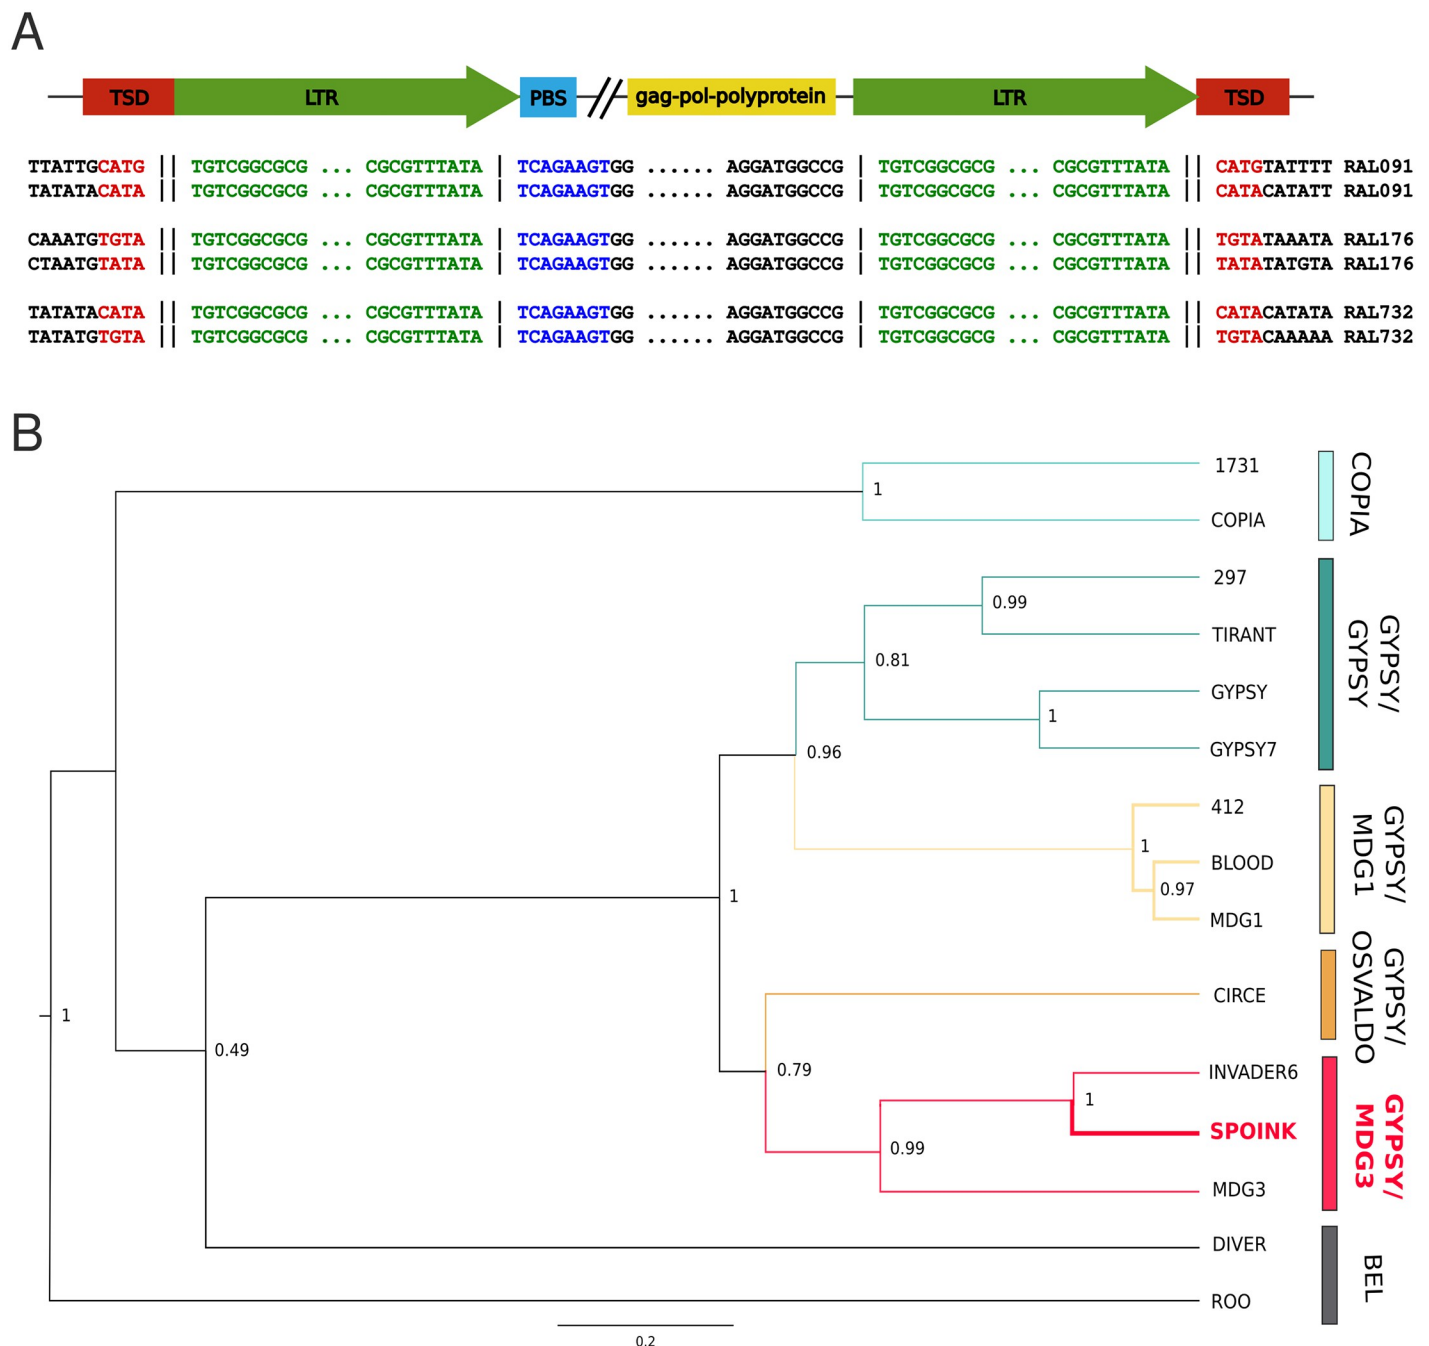 A
TSD LTR PBS gag-pol-polyprotein LTR TSD
TTATTGCATG || TGTCGGCGCG ... CGCGTTTATA | TCAGAAGTGG ...... AGGATGGCCG | TGTCGGCGCG ... CGCGTTTATA || CATGTATTTT RAL091
TATATACATA || TGTCGGCGCG ... CGCGTTTATA | TCAGAAGTGG ...... AGGATGGCCG | TGTCGGCGCG ... CGCGTTTATA || CATACATATT RAL091
CAAATGTGTA || TGTCGGCGCG ... CGCGTTTATA | TCAGAAGTGG ...... AGGATGGCCG | TGTCGGCGCG ... CGCGTTTATA || TGTATAAATA RAL176
CTAATGTATA || TGTCGGCGCG ... CGCGTTTATA | TCAGAAGTGG ...... AGGATGGCCG | TGTCGGCGCG ... CGCGTTTATA || TATATATGTA RAL176
TATATACATA || TGTCGGCGCG ... CGCGTTTATA | TCAGAAGTGG ...... AGGATGGCCG | TGTCGGCGCG ... CGCGTTTATA || CATACATATA RAL732
TATATGTGTA || TGTCGGCGCG ... CGCGTTTATA | TCAGAAGTGG ...... AGGATGGCCG | TGTCGGCGCG ... CGCGTTTATA || TGTACAAAAA RAL732
B
1731
1
COPIA
COPIA
297
0.99
TIRANT
0.81
GYPSY
1
GYPSY7
GYPSY/
GYPSY
0.96
412
1
BLOOD
0.97
MDG1
GYPSY/
MDG1
1
CIRCE
GYPSY/
OSVALDO
1
0.49
0.79
INVADER6
1
SPOINK
0.99
MDG3
GYPSY/
MDG3
DIVER
BEL
ROO
0.2